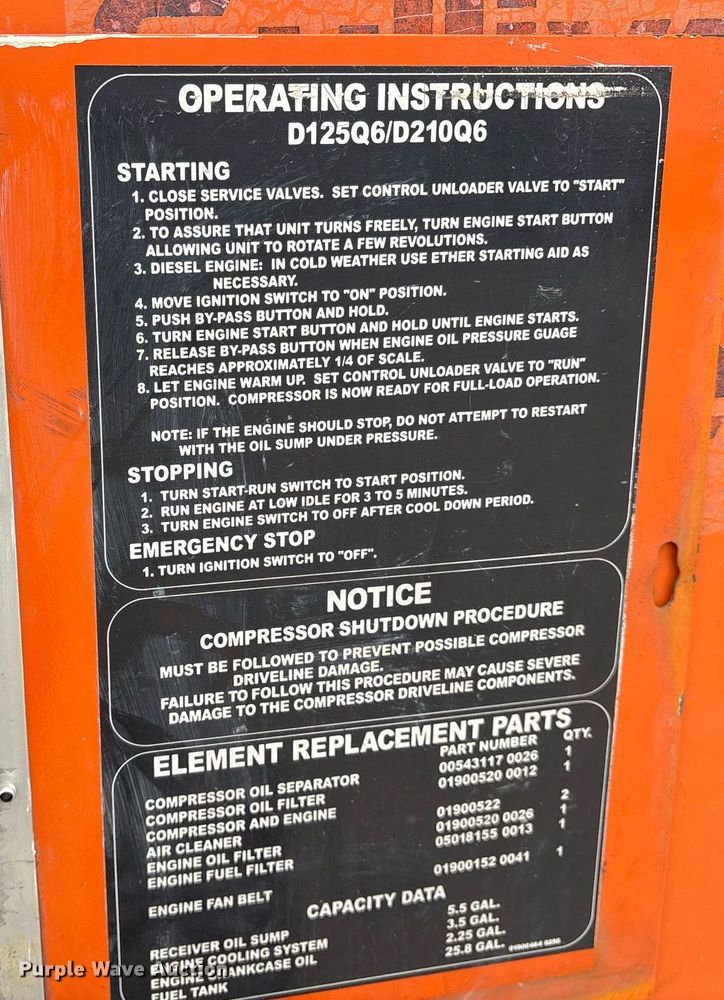 OPERATING INSTRUCTIONS
D125Q6/D210Q6
STARTING
1. CLOSE SERVICE VALVES. SET CONTROL UNLOADER VALVE TO "START"
POSITION.
2. TO ASSURE THAT UNIT TURNS FREELY, TURN ENGINE START BUTTON
ALLOWING UNIT TO ROTATE A FEW REVOLUTIONS.
3. DIESEL ENGINE: IN COLD WEATHER USE ETHER STARTING AID AS
NECESSARY.
4. MOVE IGNITION SWITCH TO "ON" POSITION.
5. PUSH BY-PASS BUTTON AND HOLD.
6. TURN ENGINE START BUTTON AND HOLD UNTIL ENGINE STARTS.
7. RELEASE BY-PASS BUTTON WHEN ENGINE OIL PRESSURE GUAGE
REACHES APPROXIMATELY 1/4 OF SCALE.
8. LET ENGINE WARM UP. SET CONTROL UNLOADER VALVE TO "RUN"
POSITION. COMPRESSOR IS NOW READY FOR FULL-LOAD OPERATION.
NOTE: IF THE ENGINE SHOULD STOP, DO NOT ATTEMPT TO RESTART
WITH THE OIL SUMP UNDER PRESSURE.
STOPPING
1. TURN START-RUN SWITCH TO START POSITION.
2. RUN ENGINE AT LOW IDLE FOR 3 TO 5 MINUTES.
3. TURN ENGINE SWITCH TO OFF AFTER COOL DOWN PERIOD.
EMERGENCY STOP
1. TURN IGNITION SWITCH TO "OFF".
NOTICE
COMPRESSOR SHUTDOWN PROCEDURE
MUST BE FOLLOWED TO PREVENT POSSIBLE COMPRESSOR
DRIVELINE DAMAGE.
FAILURE TO FOLLOW THIS PROCEDURE MAY CAUSE SEVERE
DAMAGE TO THE COMPRESSOR DRIVELINE COMPONENTS.
ELEMENT REPLACEMENT PARTS
PART NUMBER QTY.
COMPRESSOR OIL SEPARATOR 00543117 0026 1
COMPRESSOR OIL FILTER 01900520 0012 1
COMPRESSOR AND ENGINE
AIR CLEANER 01900522 2
ENGINE OIL FILTER 01900520 0026 1
ENGINE FUEL FILTER 05018155 0013 1
ENGINE FAN BELT 01900152 0041 1
CAPACITY DATA
RECEIVER OIL SUMP 5.5 GAL.
ENGINE COOLING SYSTEM 3.5 GAL.
ENGINE CRANKCASE OIL 2.25 GAL.
FUEL TANK 25.8 GAL.
Purple Wave Auction